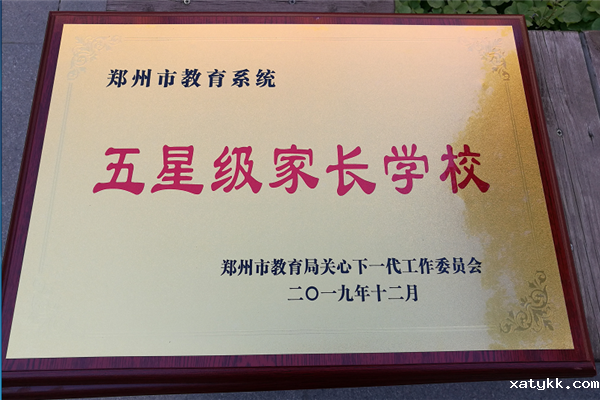 郑州市教育系统
五星级家长学校
郑州市教育局关心下一代工作委员会
二〇一九年十二月
xatykk.com